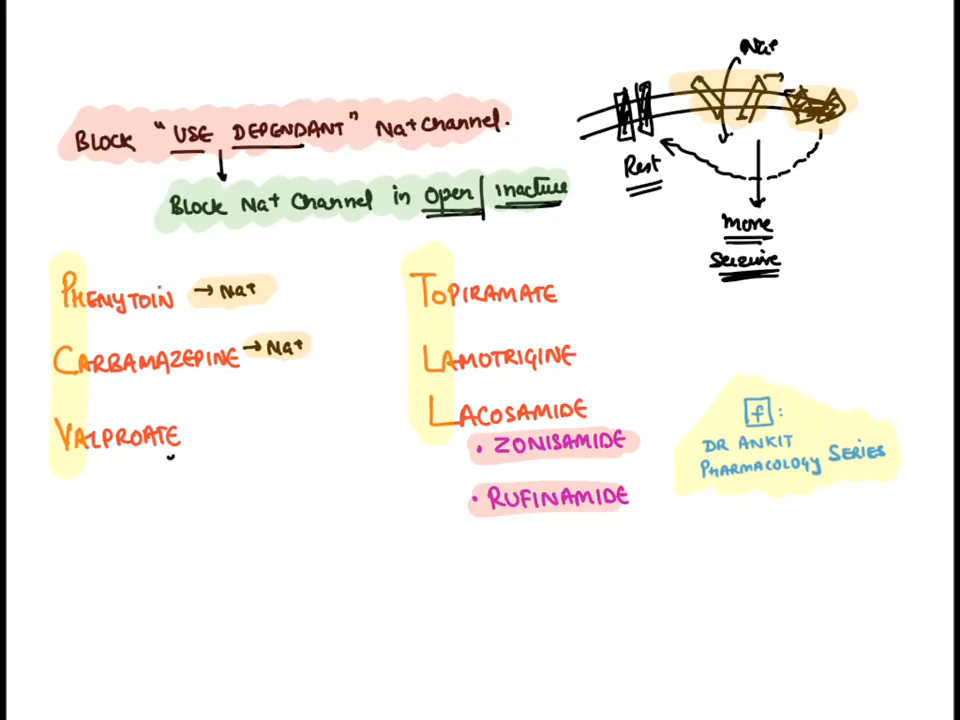 Na+
BLOCK "USE DEPENDANT" Na+ CHANNEL.
Rest
BLOCK Na+ CHANNEL in OPEN | INACTIVE
MORE
SEIZURE
PHENYTOIN → Na+
CARBAMAZEPINE → Na+
VALPROATE
TOPIRAMATE
LAMOTRIGINE
LACOSAMIDE
• ZONISAMIDE
• RUFINAMIDE
f :
DR ANKIT
PHARMACOLOGY SERIES